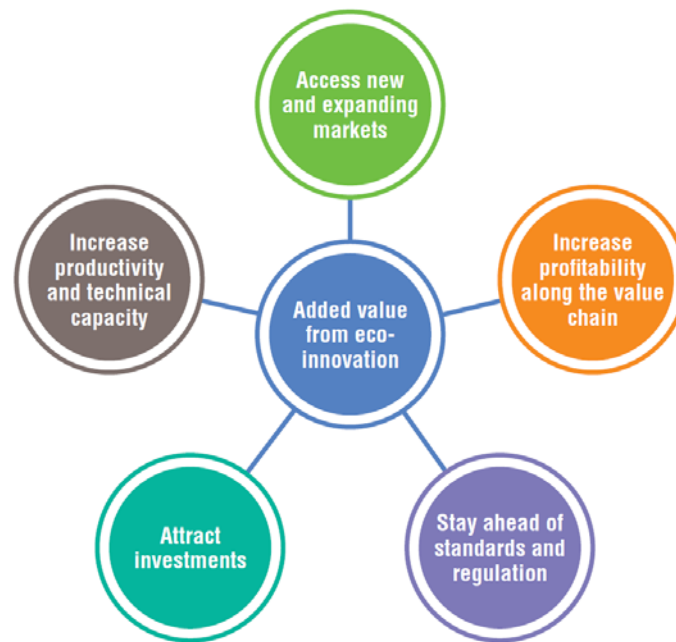 Access new
and expanding
markets
Increase
productivity
and technical
capacity
Increase
profitability
along the value
chain
Added value
from eco-
innovation
Attract
investments
Stay ahead of
standards and
regulation